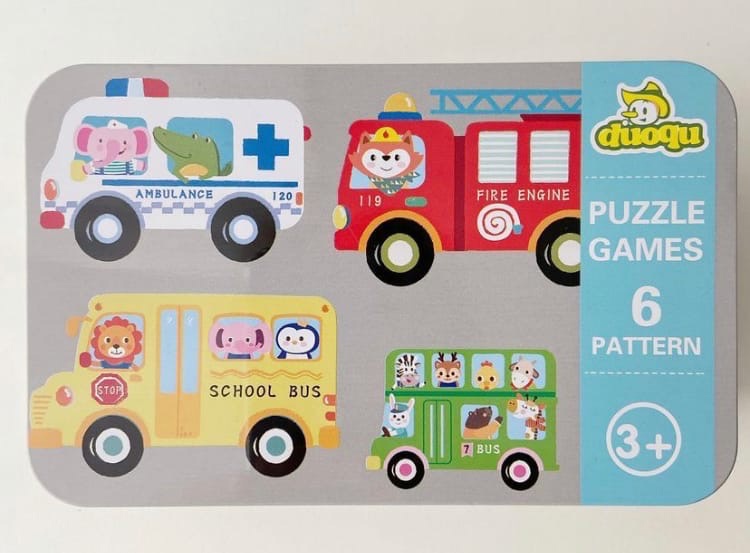 AMBULANCE 120
119 FIRE ENGINE
duoqu
PUZZLE
GAMES
6
PATTERN
3+
STOP
SCHOOL BUS
7 BUS